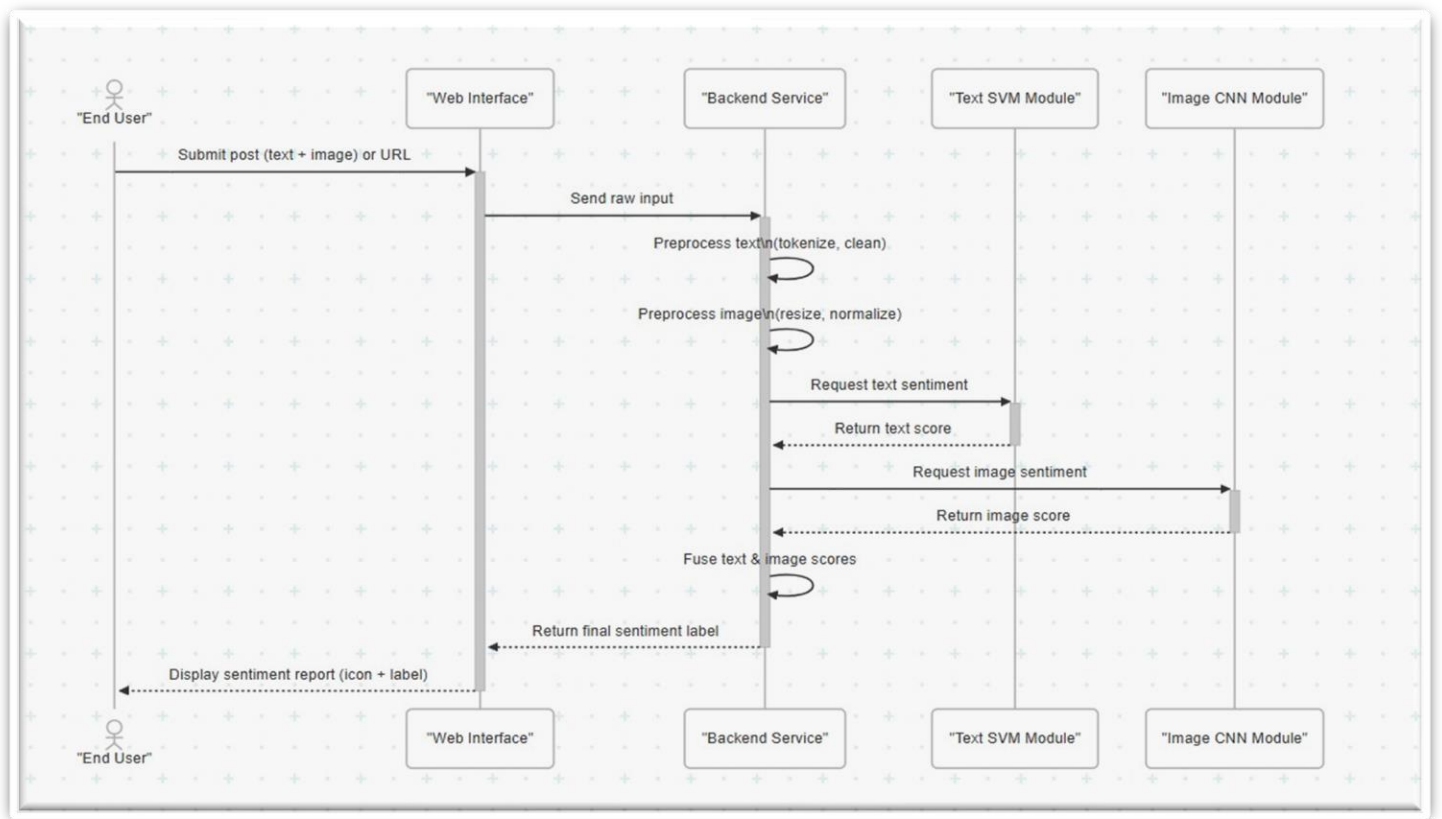 "End User"
"Web Interface"
"Backend Service"
"Text SVM Module"
"Image CNN Module"
Submit post (text + image) or URL
Send raw input
Preprocess text\n(tokenize, clean)
Preprocess image\n(resize, normalize)
Request text sentiment
Return text score
Request image sentiment
Return image score
Fuse text & image scores
Return final sentiment label
Display sentiment report (icon + label)
"End User"
"Web Interface"
"Backend Service"
"Text SVM Module"
"Image CNN Module"